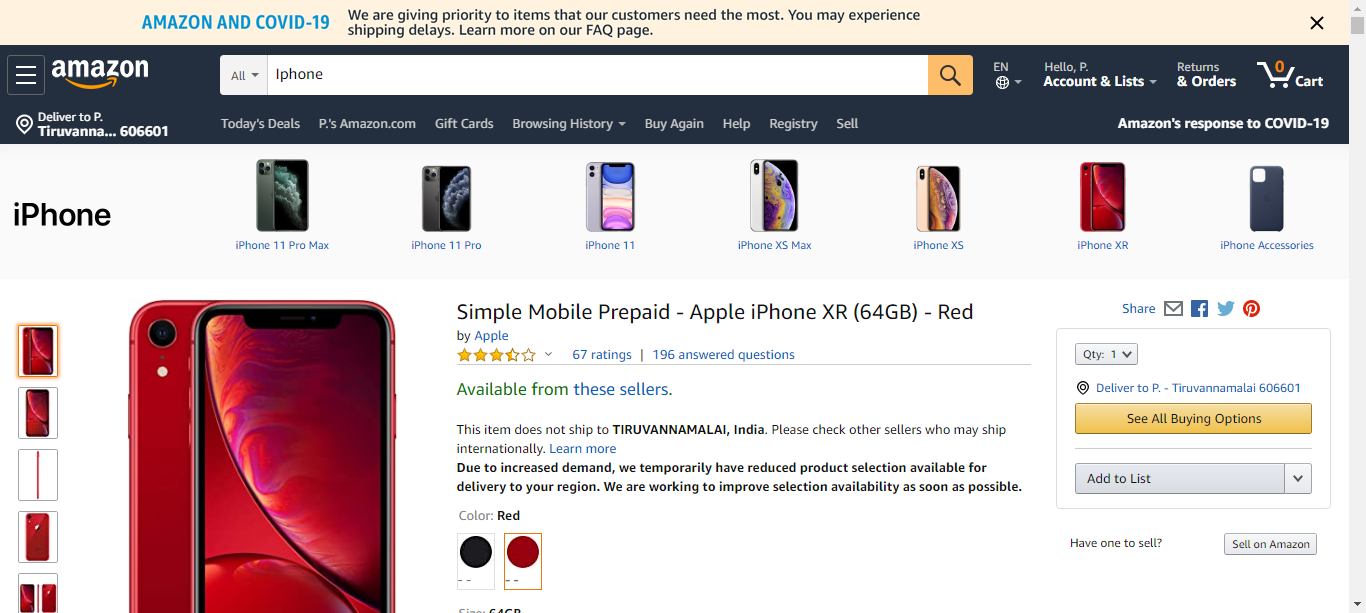 AMAZON AND COVID-19
We are giving priority to items that our customers need the most. You may experience
shipping delays. Learn more on our FAQ page.
amazon
All
Iphone
EN
Hello, P.
Account & Lists
Returns
& Orders
0
Cart
Deliver to P.
Tiruvanna... 606601
Today's Deals
P.'s Amazon.com
Gift Cards
Browsing History
Buy Again
Help
Registry
Sell
Amazon's response to COVID-19
iPhone
iPhone 11 Pro Max
iPhone 11 Pro
iPhone 11
iPhone XS Max
iPhone XS
iPhone XR
iPhone Accessories
Simple Mobile Prepaid - Apple iPhone XR (64GB) - Red
by Apple
67 ratings | 196 answered questions
Available from these sellers.
This item does not ship to TIRUVANNAMALAI, India. Please check other sellers who may ship
internationally. Learn more
Due to increased demand, we temporarily have reduced product selection available for
delivery to your region. We are working to improve selection availability as soon as possible.
Color: Red
- -
- -
Size: 64GB
Share
Qty: 1
Deliver to P. - Tiruvannamalai 606601
See All Buying Options
Add to List
Have one to sell?
Sell on Amazon